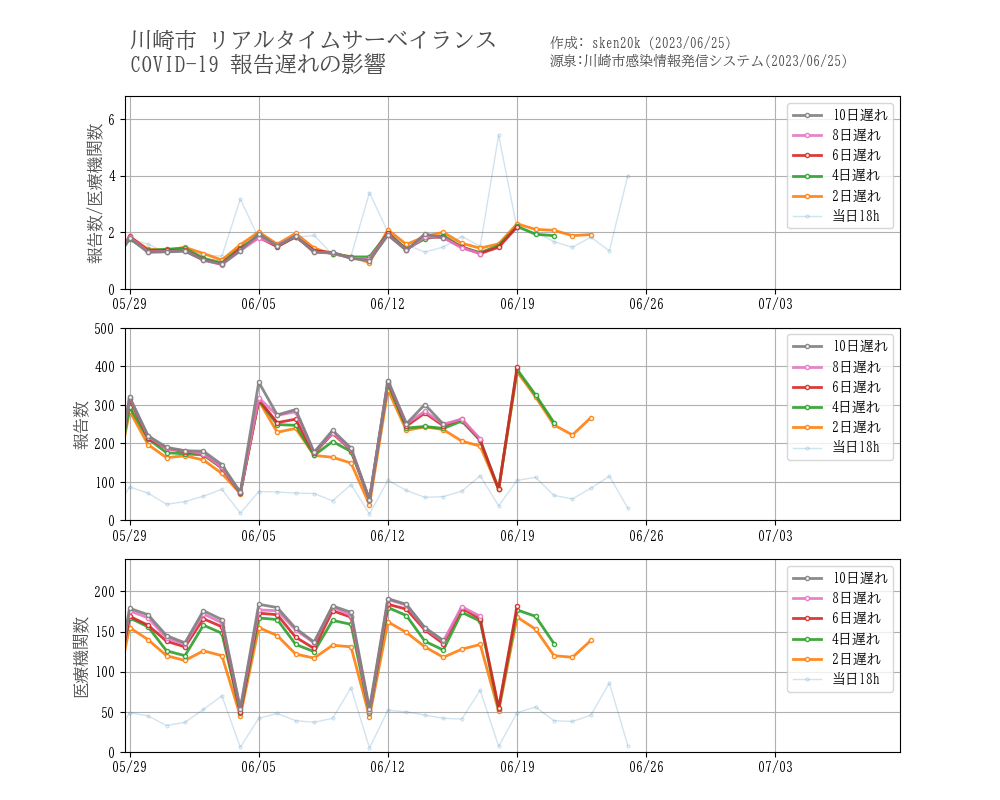 川崎市 リアルタイムサーベイランス
COVID-19 報告遅れの影響
作成: sken20k (2023/06/25)
源泉:川崎市感染情報発信システム(2023/06/25)
報告数/医療機関数
6
4
2
0
10日遅れ
8日遅れ
6日遅れ
4日遅れ
2日遅れ
当日18h
05/29
06/05
06/12
06/19
06/26
07/03
報告数
500
400
300
200
100
0
10日遅れ
8日遅れ
6日遅れ
4日遅れ
2日遅れ
当日18h
05/29
06/05
06/12
06/19
06/26
07/03
医療機関数
200
150
100
50
0
10日遅れ
8日遅れ
6日遅れ
4日遅れ
2日遅れ
当日18h
05/29
06/05
06/12
06/19
06/26
07/03